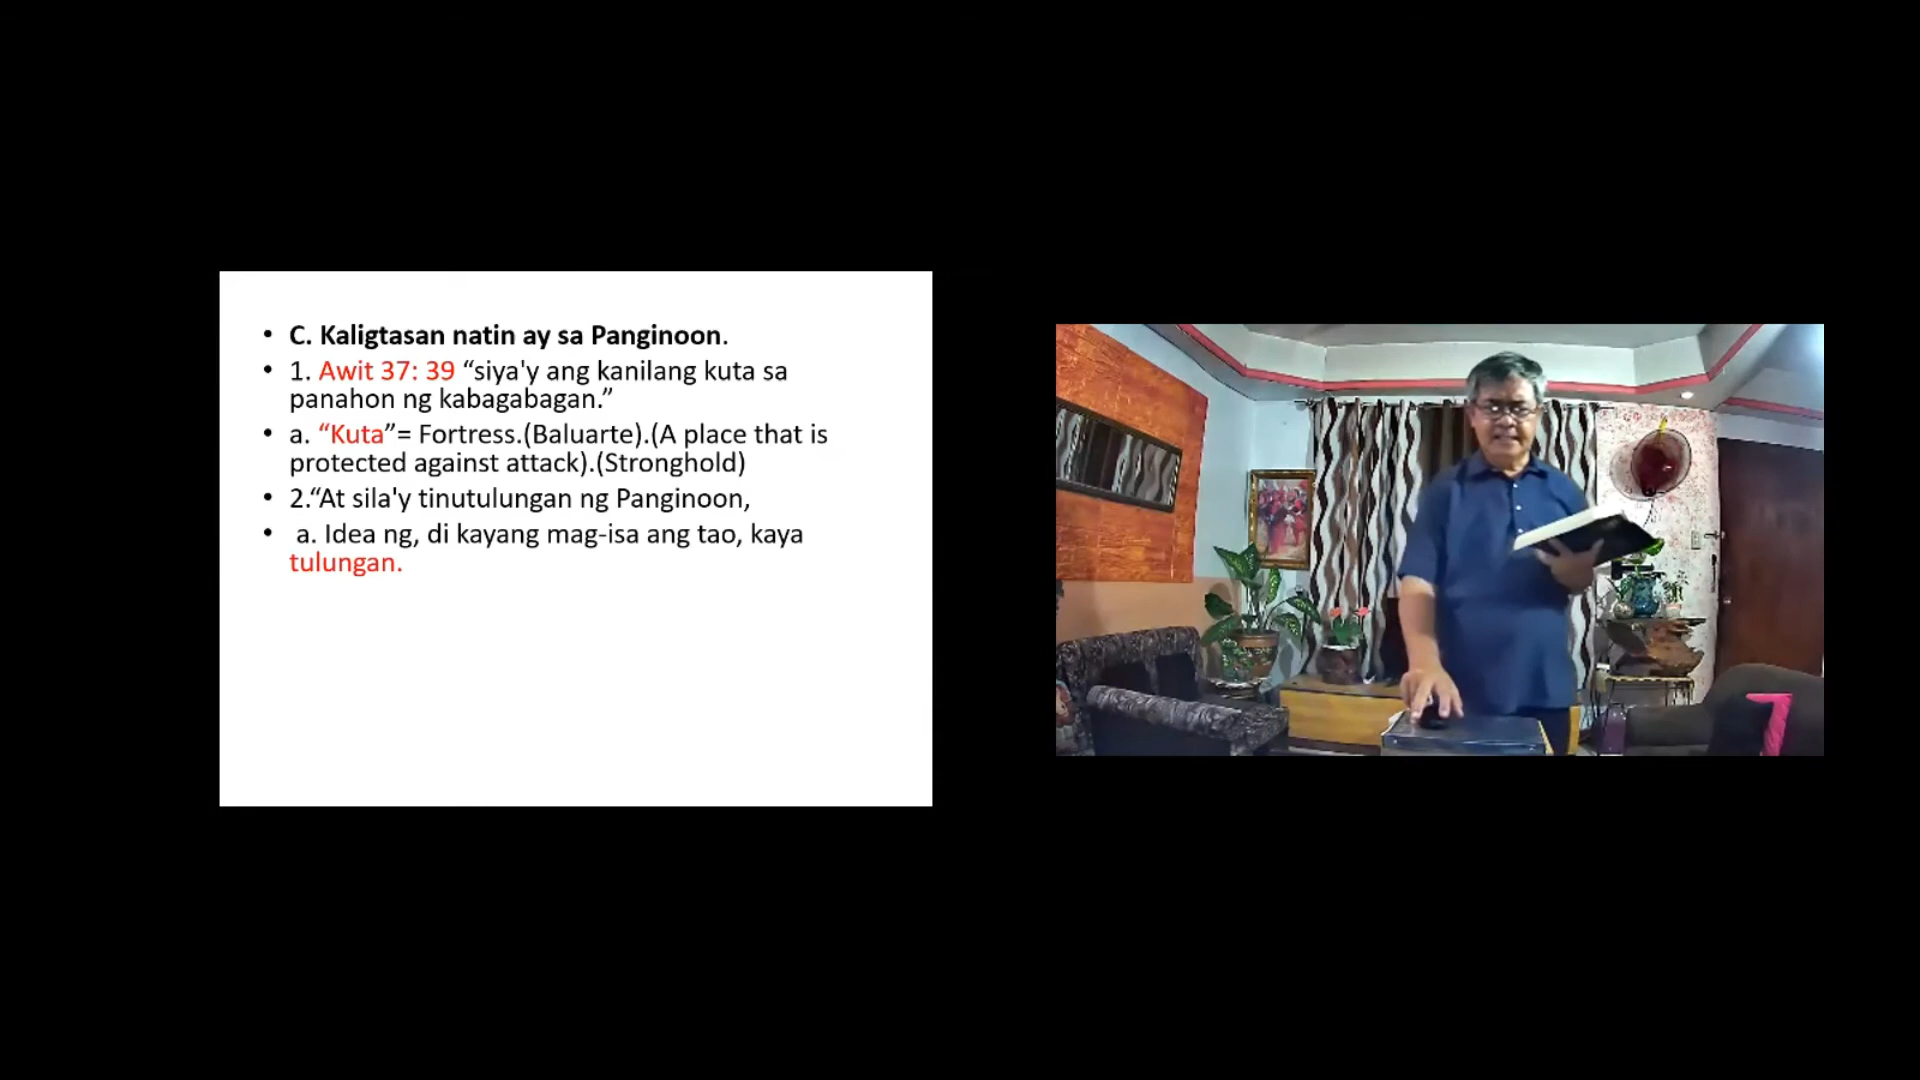 • C. Kaligtasan natin ay sa Panginoon.
• 1. Awit 37: 39 “siya'y ang kanilang kuta sa
panahon ng kabagabagan.”
• a. “Kuta”= Fortress.(Baluarte).(A place that is
protected against attack).(Stronghold)
• 2.“At sila'y tinutulungan ng Panginoon,
• a. Idea ng, di kayang mag-isa ang tao, kaya
tulungan.